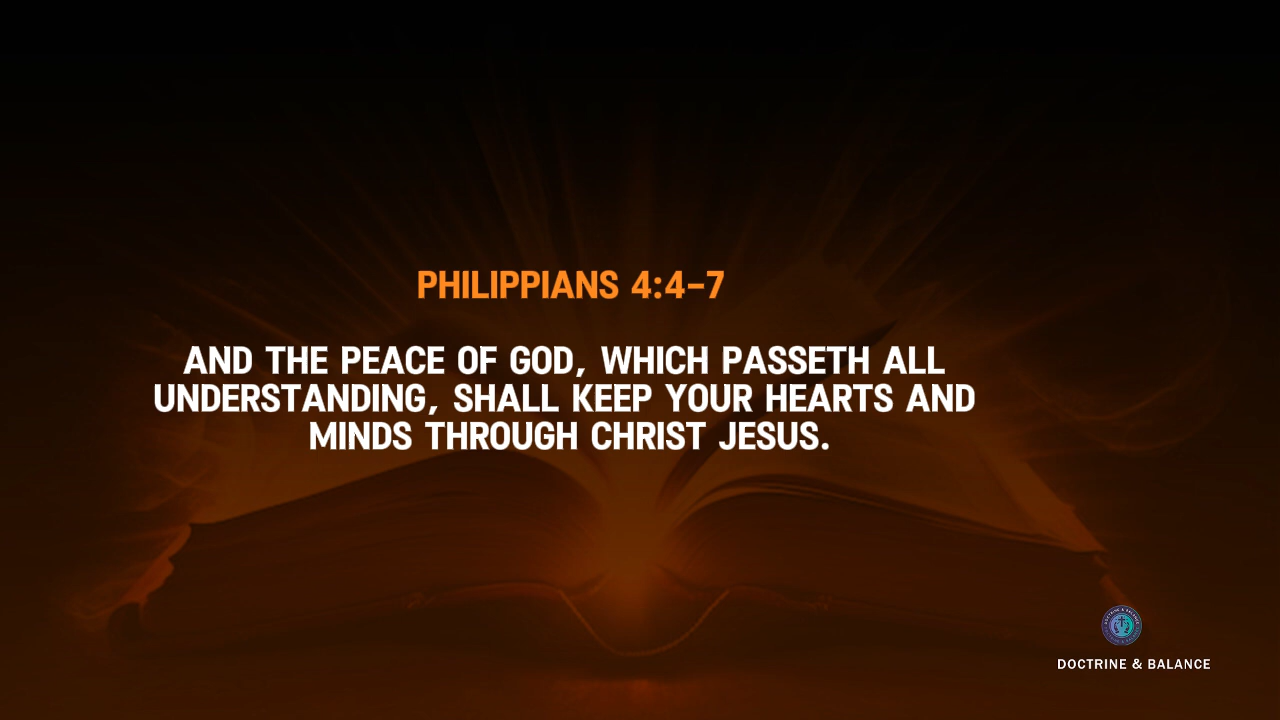 PHILIPPIANS 4:4–7
AND THE PEACE OF GOD, WHICH PASSETH ALL
UNDERSTANDING, SHALL KEEP YOUR HEARTS AND
MINDS THROUGH CHRIST JESUS.
DOCTRINE & BALANCE